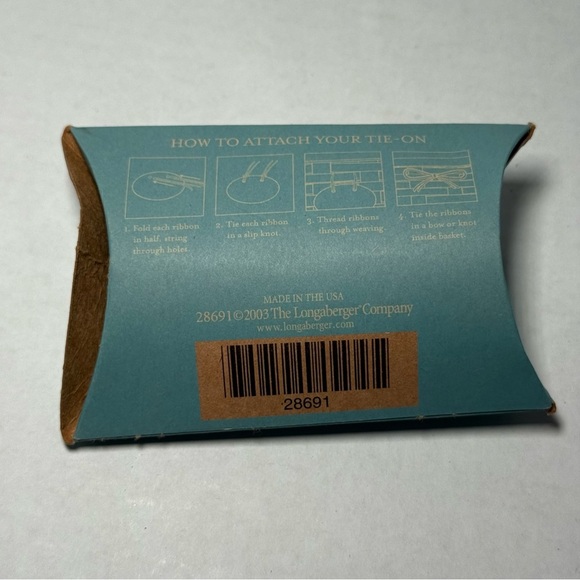 HOW TO ATTACH YOUR TIE-ON
1. Fold each ribbon
in half, string
through holes.
2. Tie each ribbon
in a slip knot.
3. Thread ribbons
through weaving.
4. Tie the ribbons
in a bow or knot
inside basket.
MADE IN THE USA
28691©2003 The Longaberger® Company
www.longaberger.com
28691